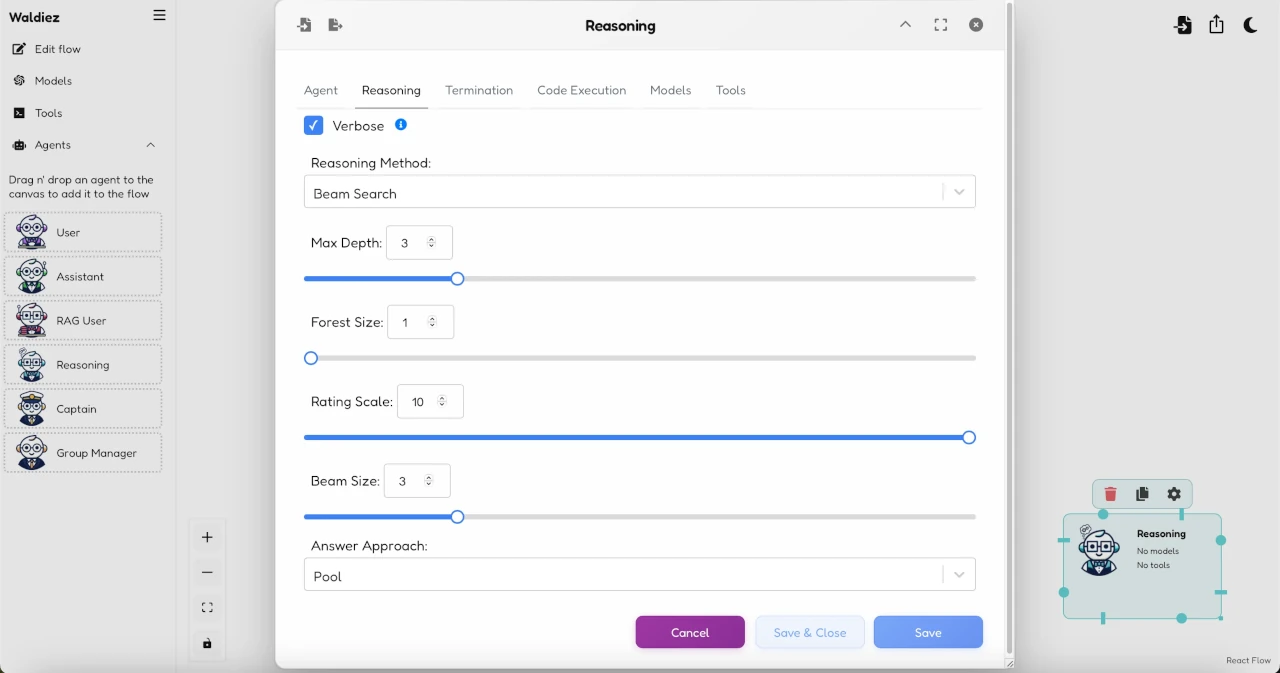 Waldiez
Edit flow
Models
Tools
Agents
Drag n' drop an agent to the
canvas to add it to the flow
User
Assistant
RAG User
Reasoning
Captain
Group Manager
Reasoning
Agent Reasoning Termination Code Execution Models Tools
Verbose
Reasoning Method:
Beam Search
Max Depth: 3
Forest Size: 1
Rating Scale: 10
Beam Size: 3
Answer Approach:
Pool
Cancel Save & Close Save
Reasoning
No models
No tools
React Flow